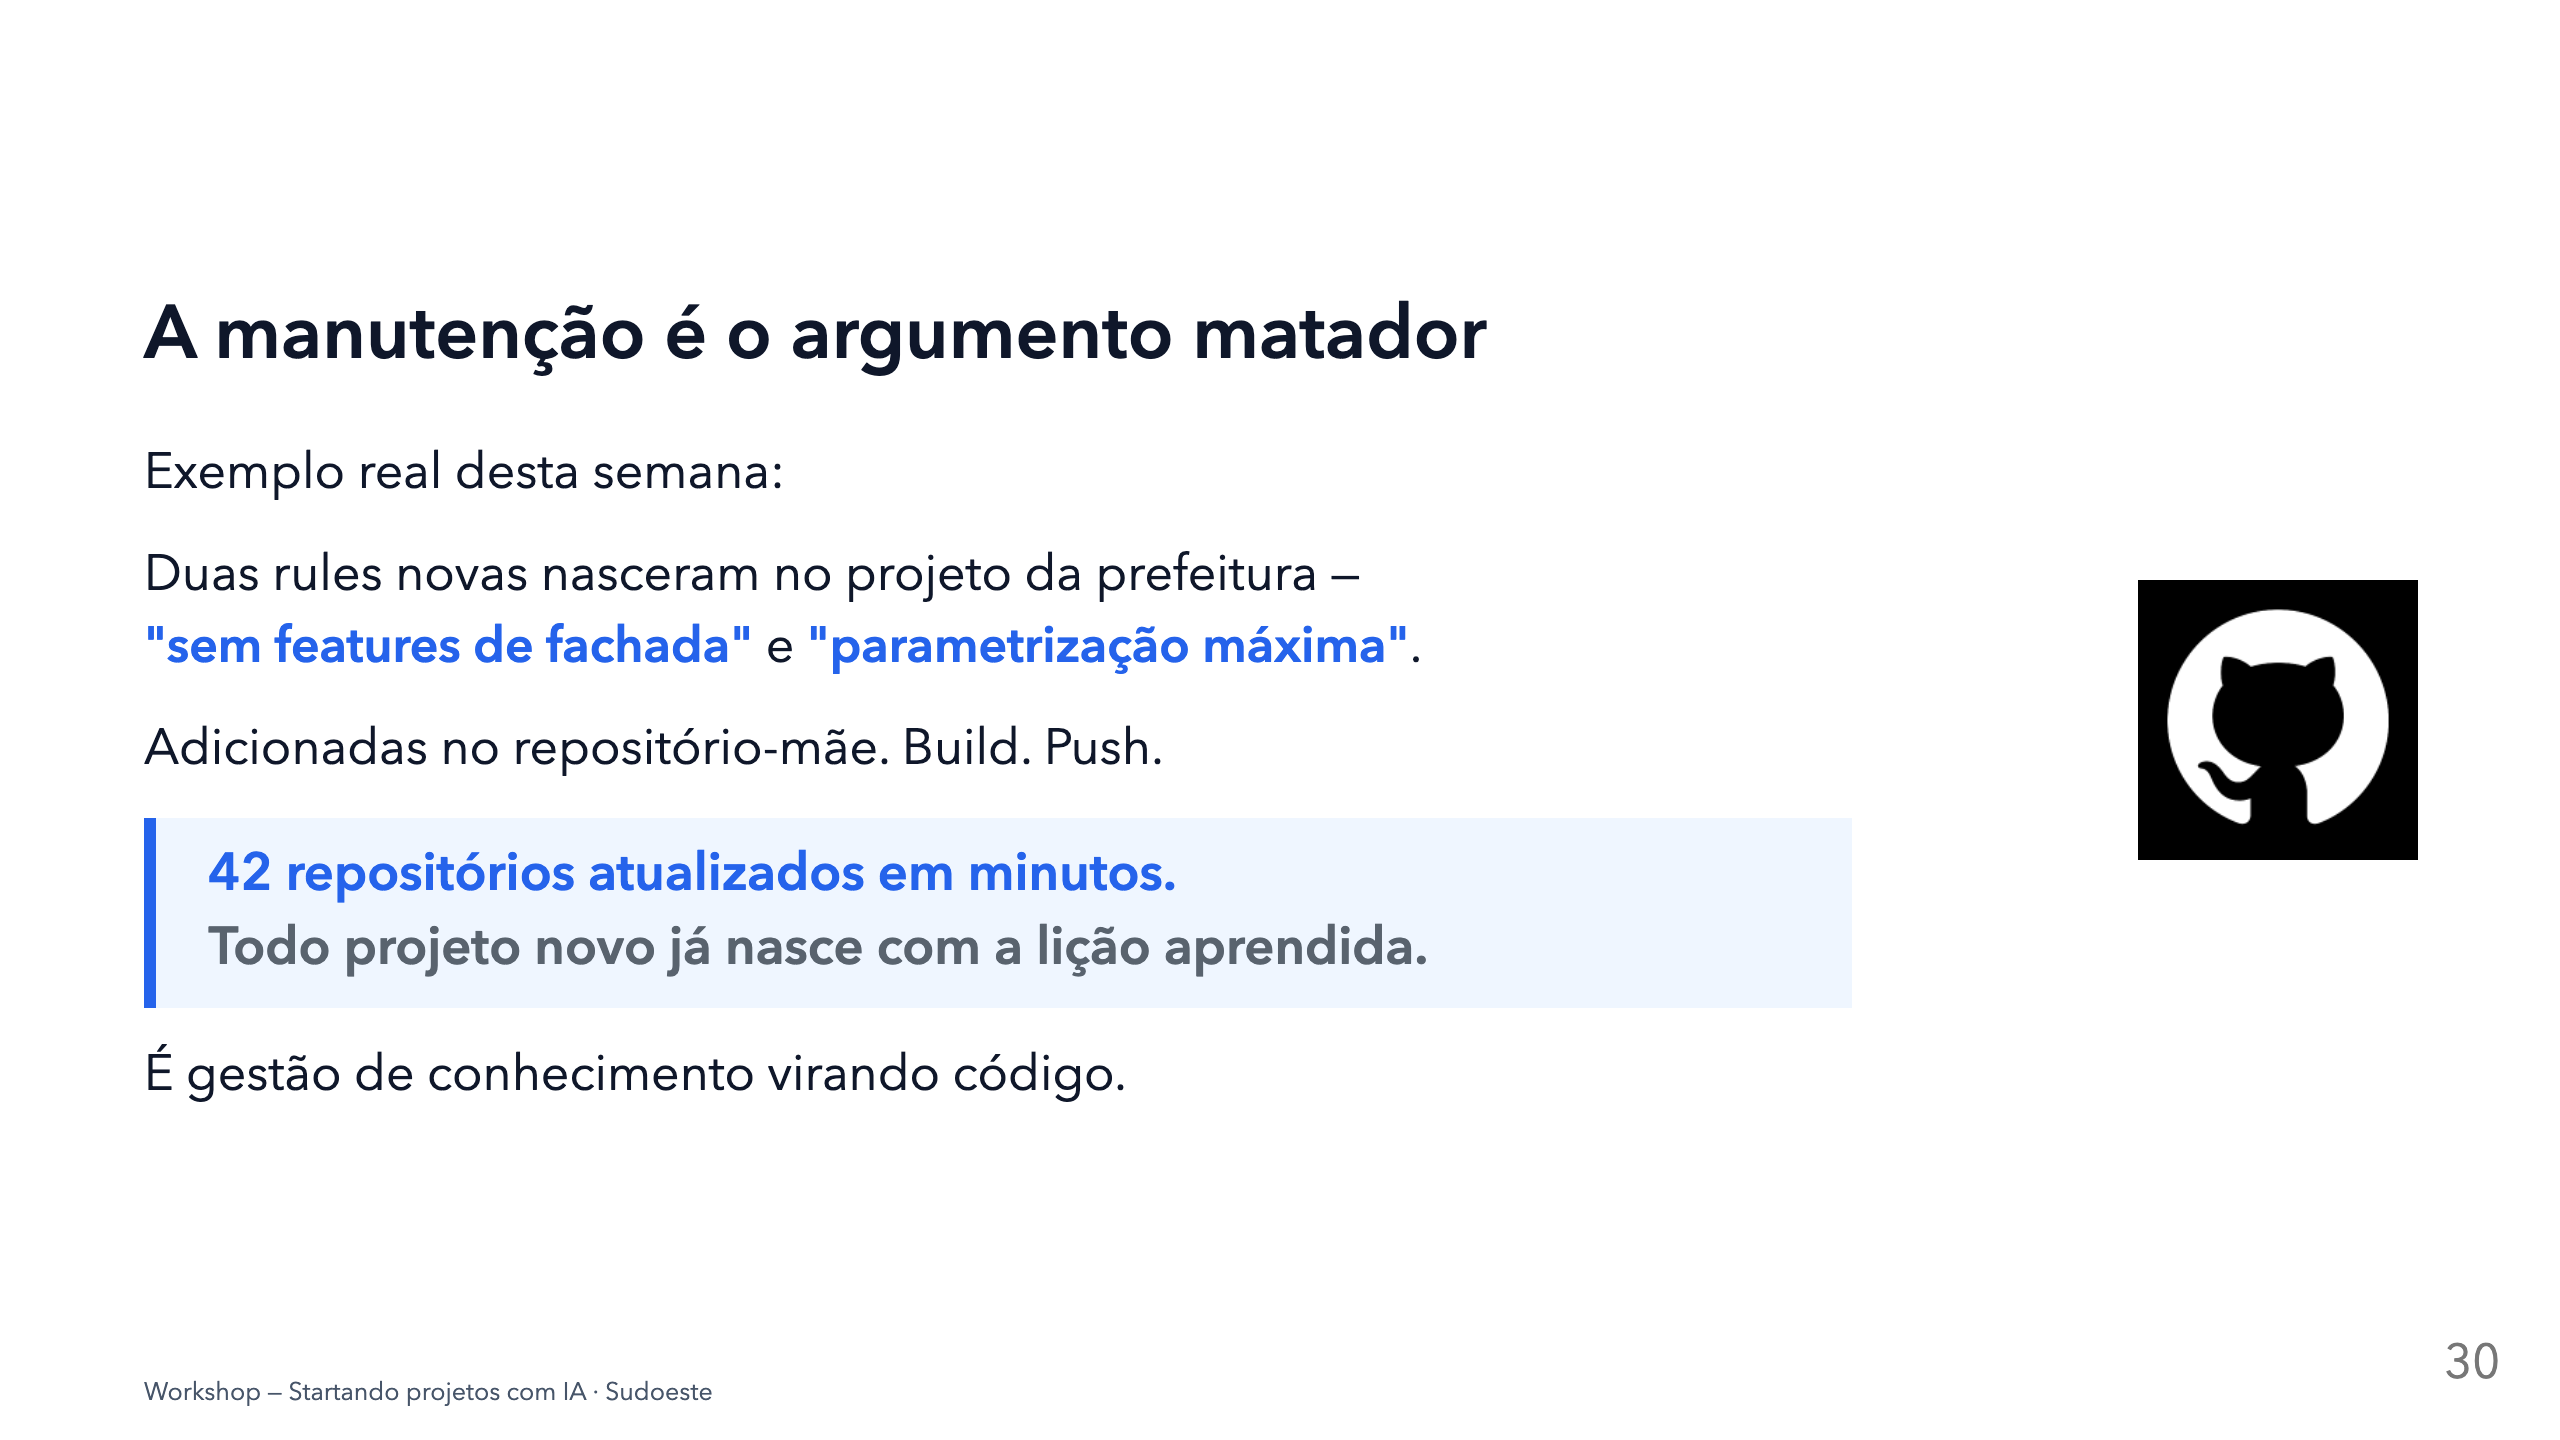 A manutenção é o argumento matador
Exemplo real desta semana:
Duas rules novas nasceram no projeto da prefeitura —
"sem features de fachada" e "parametrização máxima".
Adicionadas no repositório-mãe. Build. Push.
42 repositórios atualizados em minutos.
Todo projeto novo já nasce com a lição aprendida.
É gestão de conhecimento virando código.
Workshop — Startando projetos com IA · Sudoeste
30